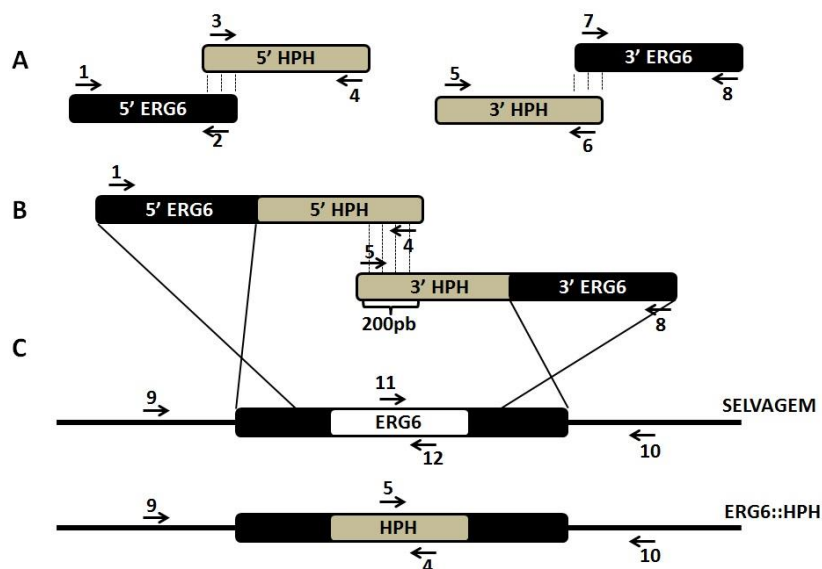 A
1
3
5' HPH
4
5' ERG6
2
7
3' ERG6
8
5
3' HPH
6
B
1
5' ERG6
5' HPH
4
5
3' HPH
3' ERG6
8
200pb
C
9
11
ERG6
12
10
SELVAGEM
9
5
HPH
4
10
ERG6::HPH